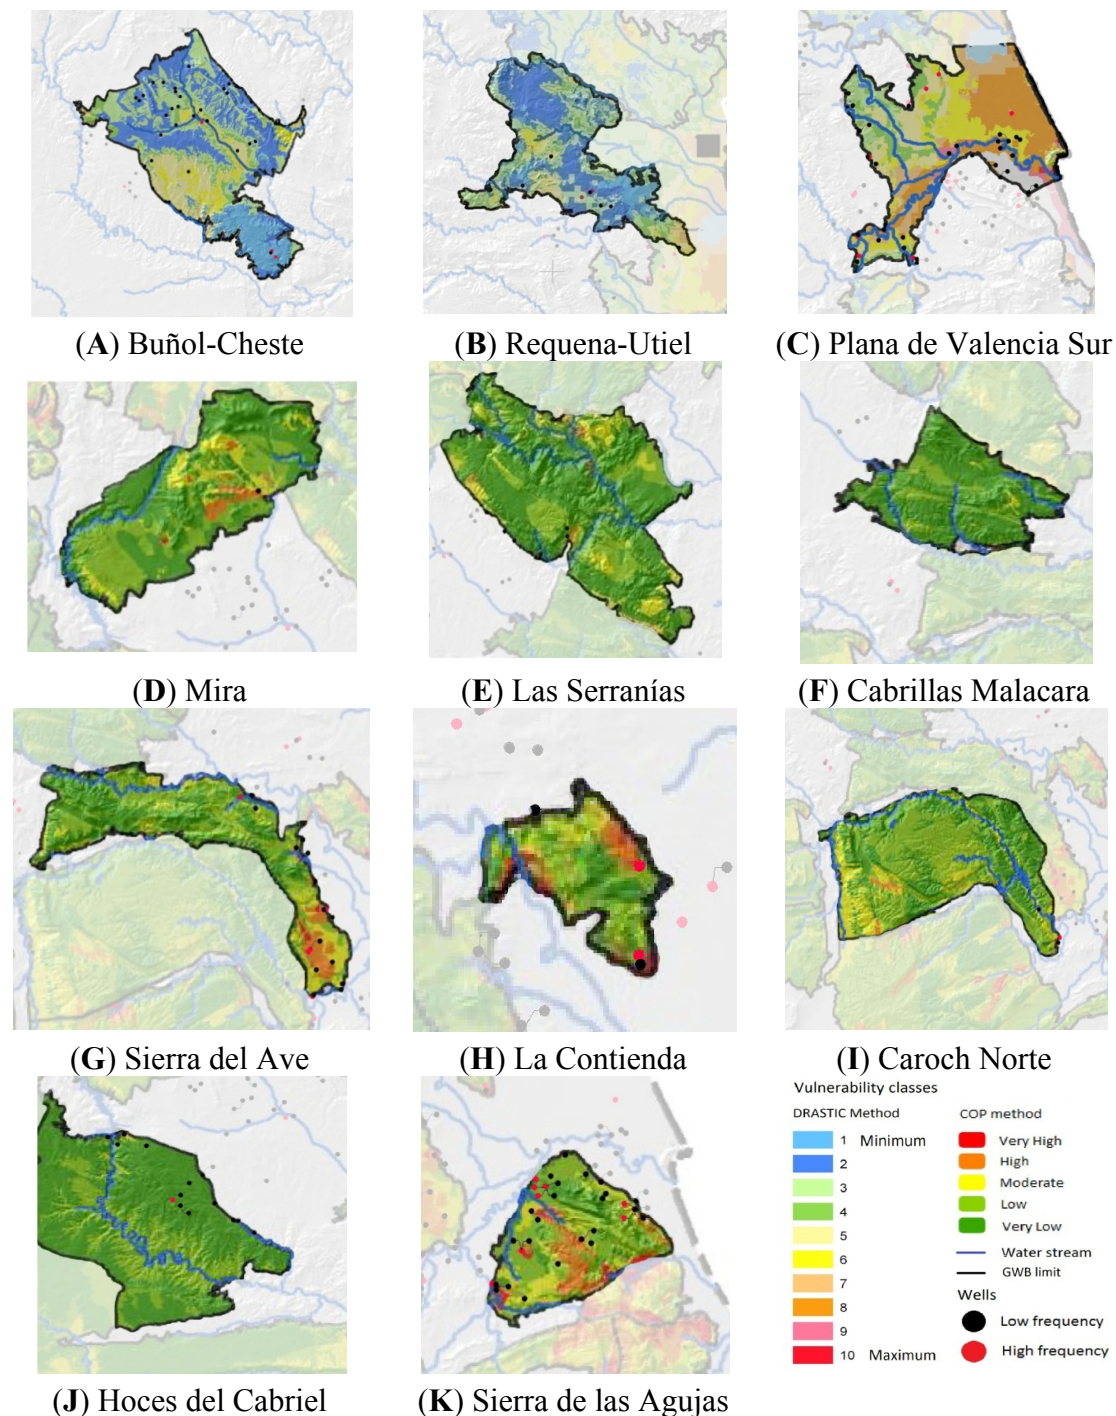 (A) Buñol-Cheste
(B) Requena-Utiel
(C) Plana de Valencia Sur
(D) Mira
(E) Las Serranías
(F) Cabrillas Malacara
(G) Sierra del Ave
(H) La Contienda
(I) Caroch Norte
(J) Hoces del Cabriel
(K) Sierra de las Agujas
Vulnerability classes
DRASTIC Method
1 Minimum
2
3
4
5
6
7
8
9
10 Maximum
COP method
Very High
High
Moderate
Low
Very Low
Water stream
GWB limit
Wells
Low frequency
High frequency